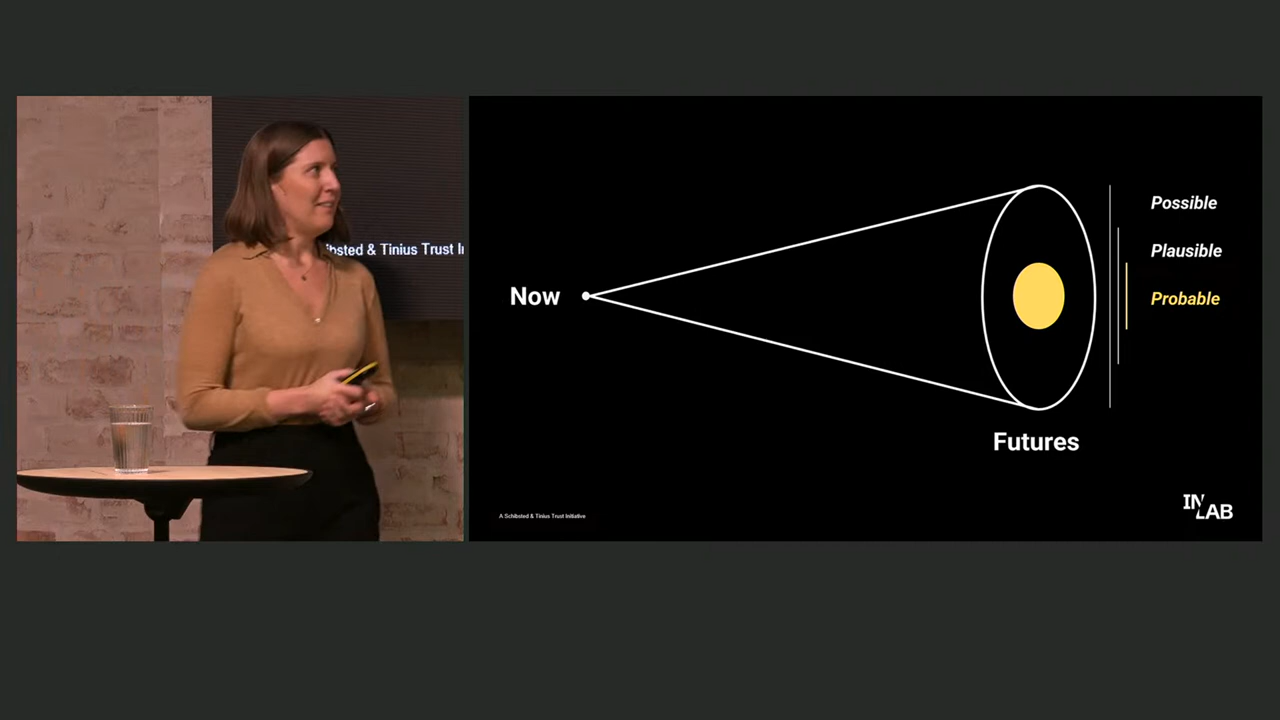 ibsted & Tinius Trust I
Possible
Plausible
Now
Probable
Futures
A Schibsted & Tinius Trust Initiative
IN
LAB